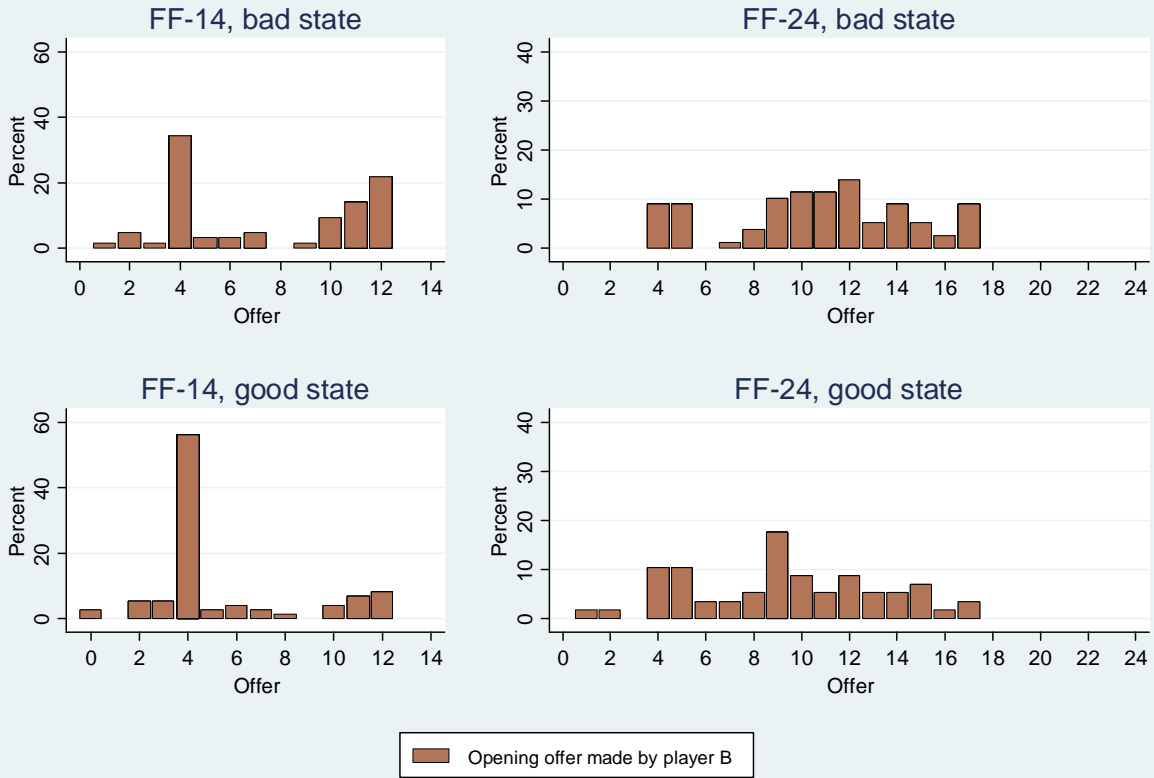 FF-14, bad state
Percent
60
40
20
0
0 2 4 6 8 10 12 14
Offer
FF-24, bad state
Percent
40
30
20
10
0
0 2 4 6 8 10 12 14 16 18 20 22 24
Offer
FF-14, good state
Percent
60
40
20
0
0 2 4 6 8 10 12 14
Offer
FF-24, good state
Percent
40
30
20
10
0
0 2 4 6 8 10 12 14 16 18 20 22 24
Offer
Opening offer made by player B